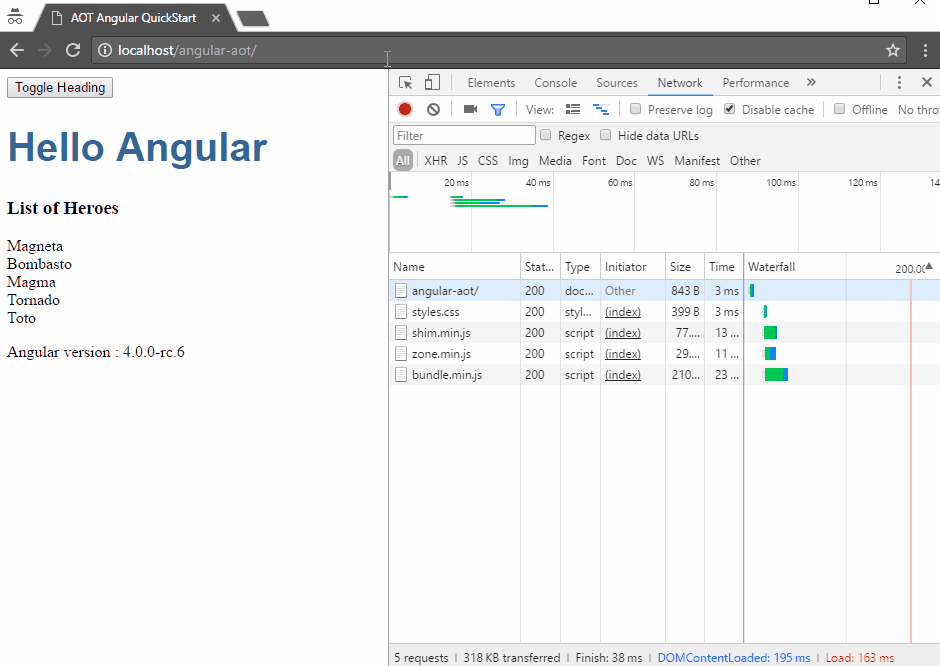 AOT Angular QuickStart
localhost/angular-aot/
Toggle Heading
Hello Angular
List of Heroes
Magneta
Bombasto
Magma
Tornado
Toto
Angular version : 4.0.0-rc.6
Elements Console Sources Network Performance »
View: Preserve log Disable cache Offline No thro
Filter Regex Hide data URLs
All XHR JS CSS Img Media Font Doc WS Manifest Other
20 ms 40 ms 60 ms 80 ms 100 ms 120 ms 14
Name Stat... Type Initiator Size Time Waterfall 200.00
angular-aot/ 200 doc... Other 843 B 3 ms
styles.css 200 styl... (index) 399 B 3 ms
shim.min.js 200 script (index) 77.... 13 ...
zone.min.js 200 script (index) 29.... 11 ...
bundle.min.js 200 script (index) 210... 23 ...
5 requests | 318 KB transferred | Finish: 38 ms | DOMContentLoaded: 195 ms | Load: 163 ms